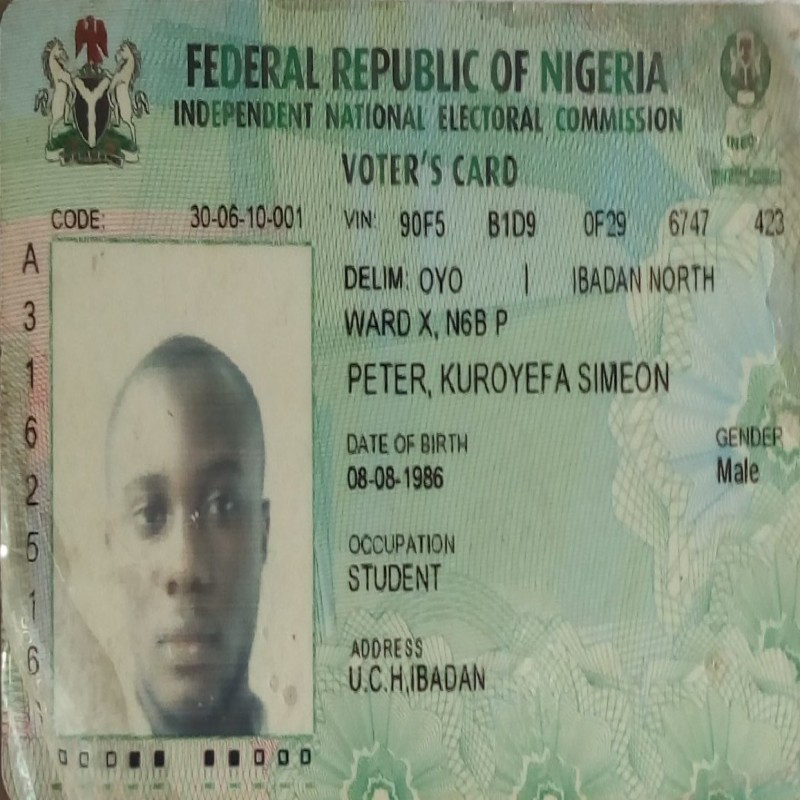 FEDERAL REPUBLIC OF NIGERIA
INDEPENDENT NATIONAL ELECTORAL COMMISSION
VOTER'S CARD
INEC
CODE: 30-06-10-001 VIN: 90F5 B1D9 0F29 6747 423
DELIM: OYO | IBADAN NORTH
WARD X, N6B P
PETER, KUROYEFA SIMEON
DATE OF BIRTH
08-08-1986
GENDER
Male
OCCUPATION
STUDENT
ADDRESS
U.C.H,IBADAN
A
3
1
6
2
5
1
6